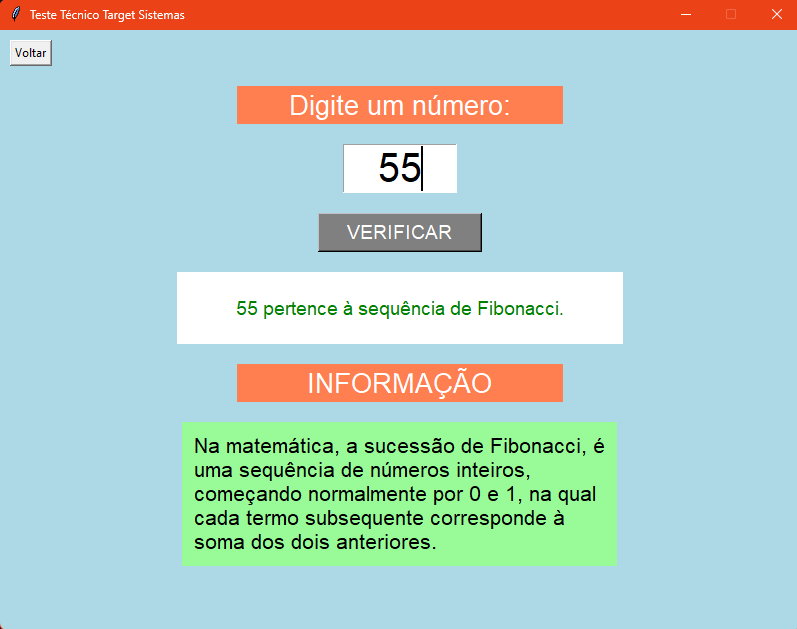 Teste Técnico Target Sistemas
Voltar
Digite um número:
55
VERIFICAR
55 pertence à sequência de Fibonacci.
INFORMAÇÃO
Na matemática, a sucessão de Fibonacci, é
uma sequência de números inteiros,
começando normalmente por 0 e 1, na qual
cada termo subsequente corresponde à
soma dos dois anteriores.